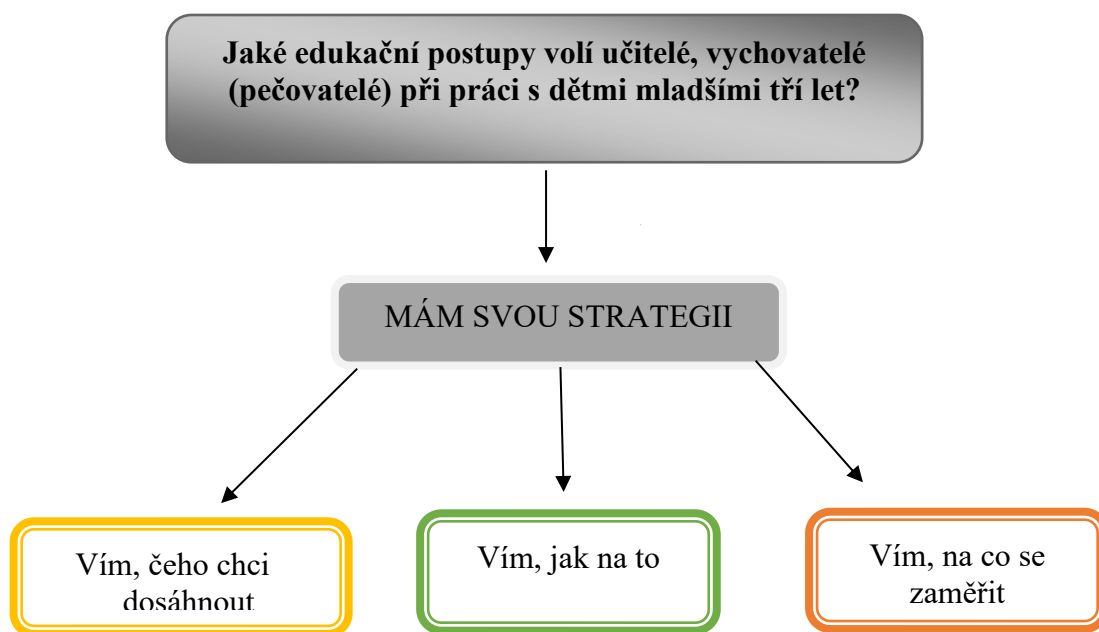 Jaké edukační postupy volí učitelé, vychovatelé
(pečovatelé) při práci s dětmi mladšími tří let?
MÁM SVOU STRATEGII
Vím, čeho chci
dosáhnout
Vím, jak na to
Vím, na co se
zaměřit